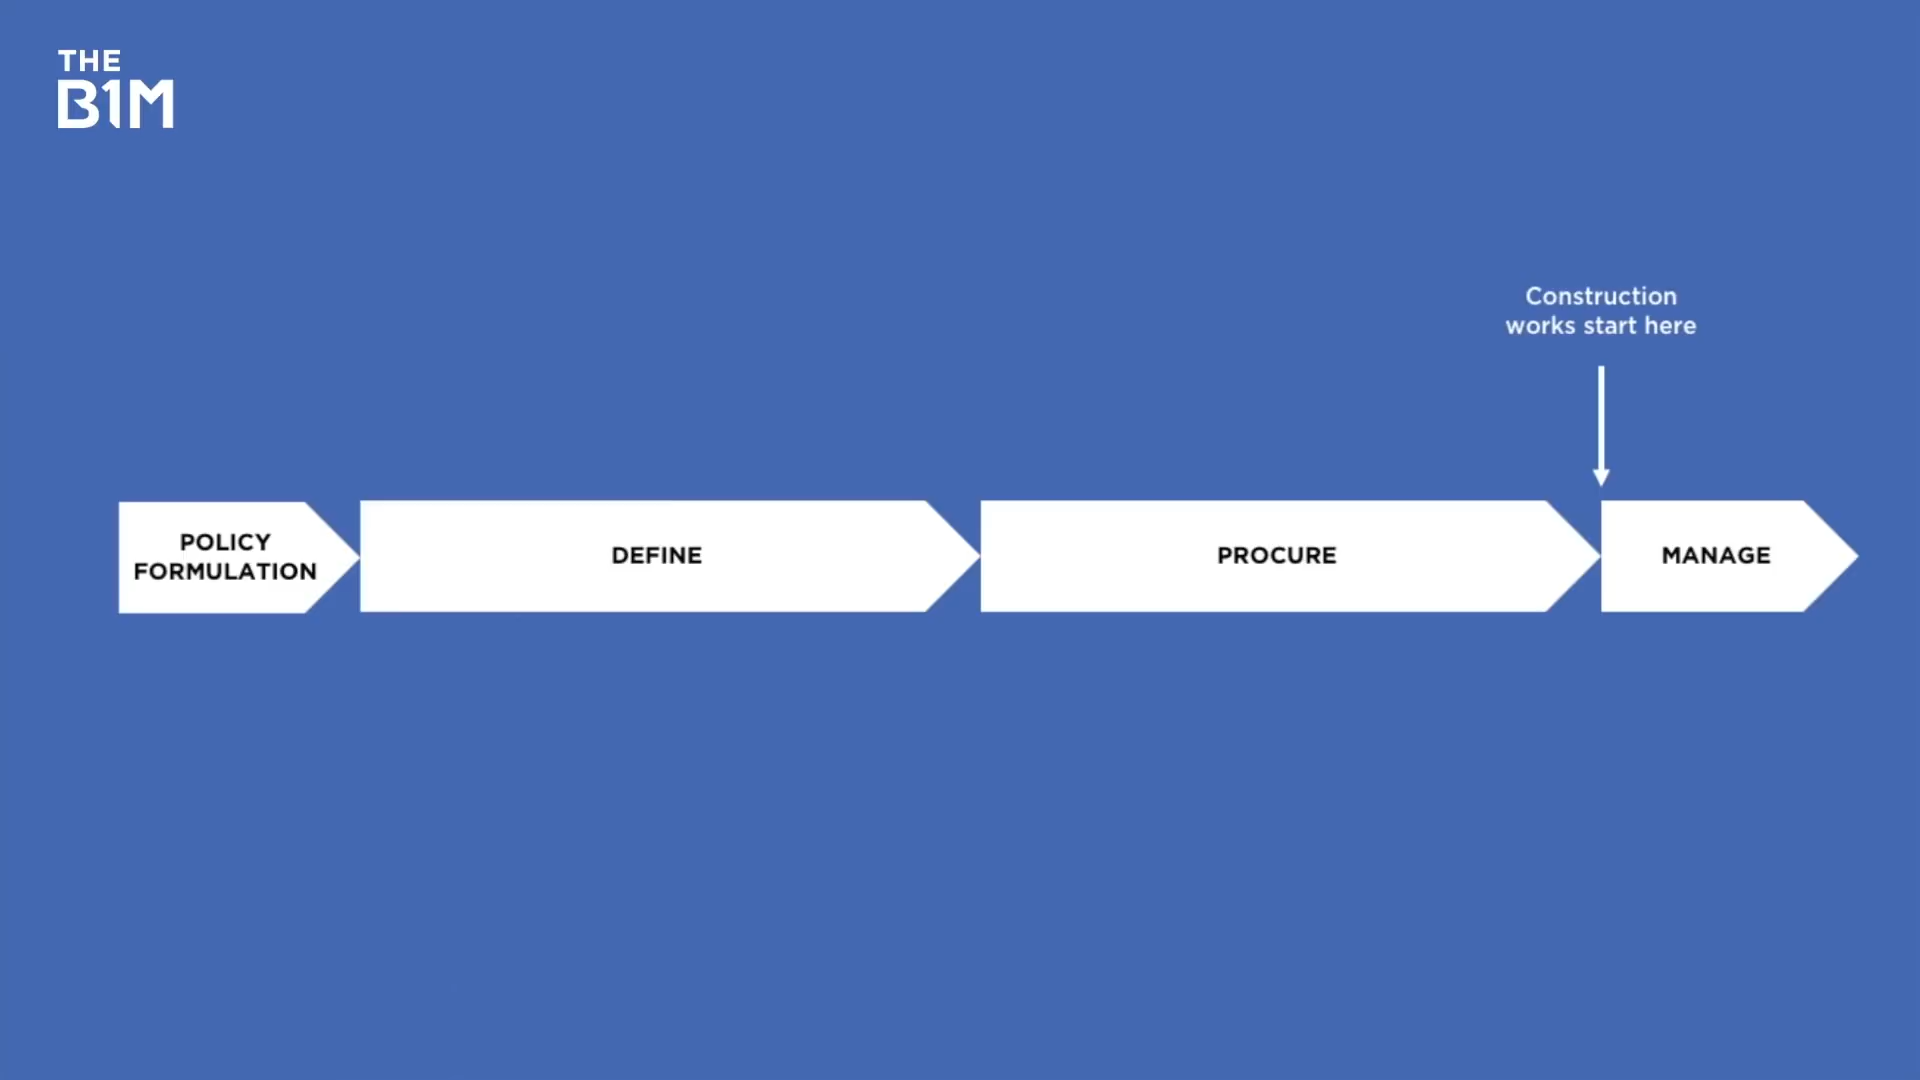 THE
B1M
Construction
works start here
POLICY
FORMULATION
DEFINE
PROCURE
MANAGE